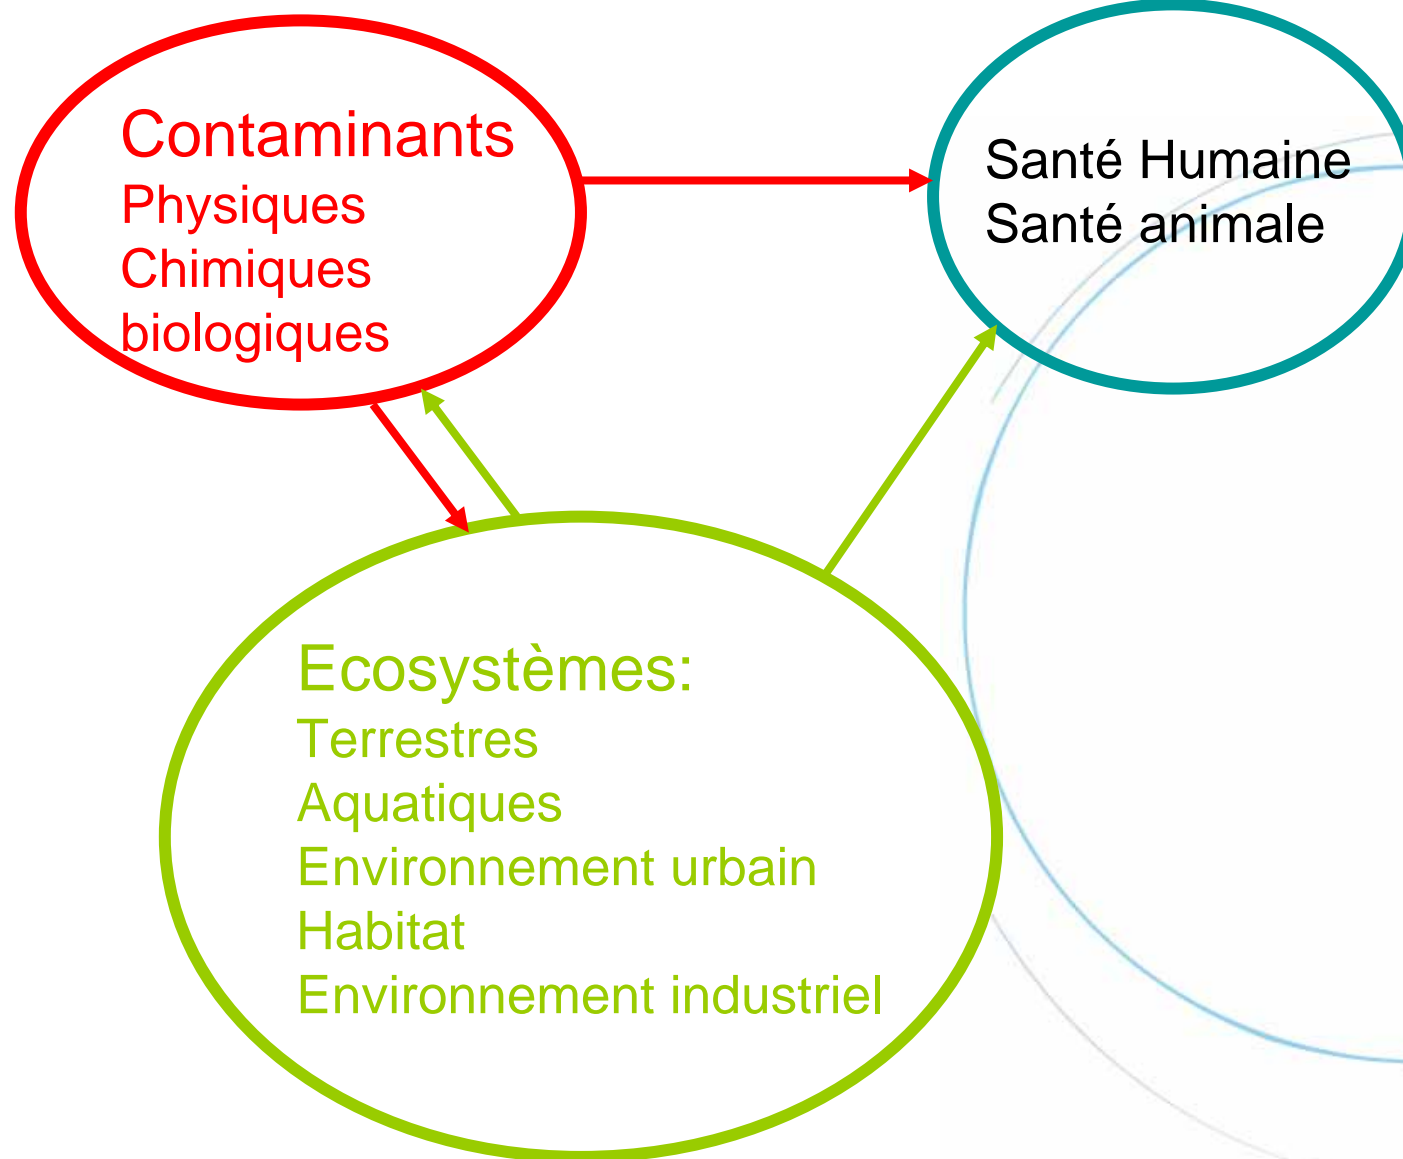 Contaminants
Physiques
Chimiques
biologiques
Santé Humaine
Santé animale
Ecosystèmes:
Terrestres
Aquatiques
Environnement urbain
Habitat
Environnement industriel